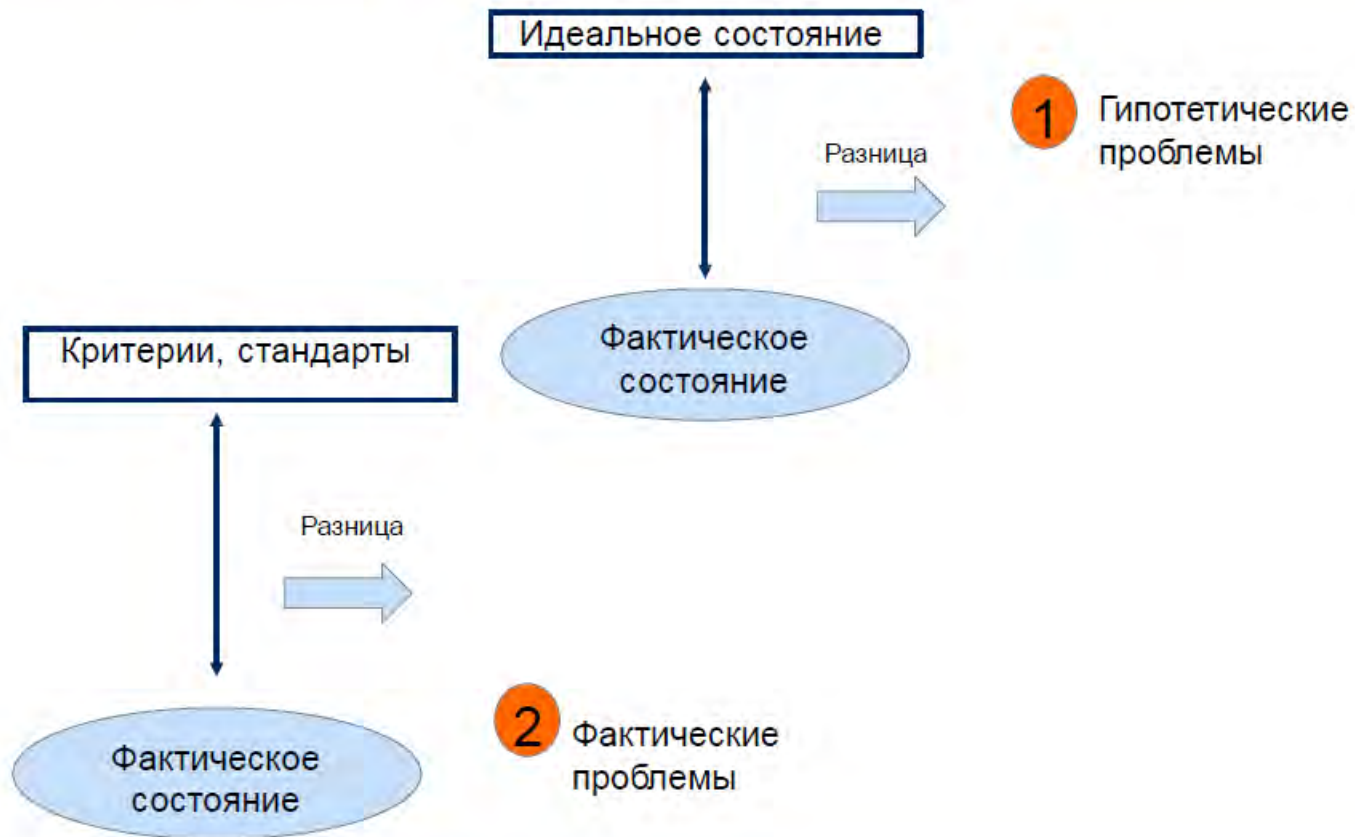 Идеальное состояние
1
Гипотетические
проблемы
Разница
Фактическое
состояние
Критерии, стандарты
Разница
2
Фактические
проблемы
Фактическое
состояние